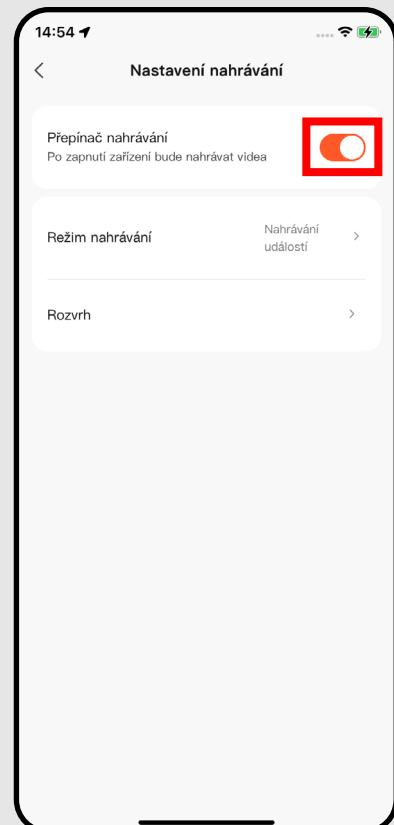 14:54
Nastavení nahrávání
Přepínač nahrávání
Po zapnutí zařízení bude nahrávat videa
Režim nahrávání
Nahrávání
událostí
Rozvrh